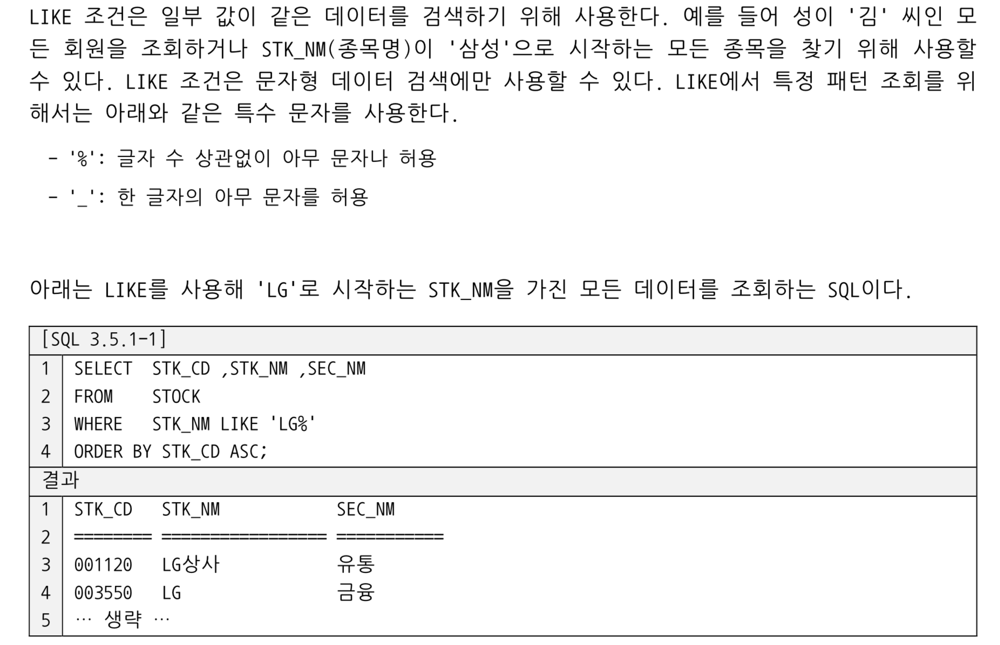 LIKE 조건은 일부 값이 같은 데이터를 검색하기 위해 사용한다. 예를 들어 성이 '김' 씨인 모
든 회원을 조회하거나 STK_NM(종목명)이 '삼성'으로 시작하는 모든 종목을 찾기 위해 사용할
수 있다. LIKE 조건은 문자형 데이터 검색에만 사용할 수 있다. LIKE에서 특정 패턴 조회를 위
해서는 아래와 같은 특수 문자를 사용한다.
- '%': 글자 수 상관없이 아무 문자나 허용
- '_': 한 글자의 아무 문자를 허용
아래는 LIKE를 사용해 'LG'로 시작하는 STK_NM을 가진 모든 데이터를 조회하는 SQL이다.
[SQL 3.5.1-1]
1 SELECT  STK_CD ,STK_NM ,SEC_NM
2 FROM    STOCK
3 WHERE   STK_NM LIKE 'LG%'
4 ORDER BY STK_CD ASC;
결과
1 STK_CD   STK_NM            SEC_NM
2 ======== ================= ===========
3 001120   LG상사            유통
4 003550   LG                금융
5 … 생략 …